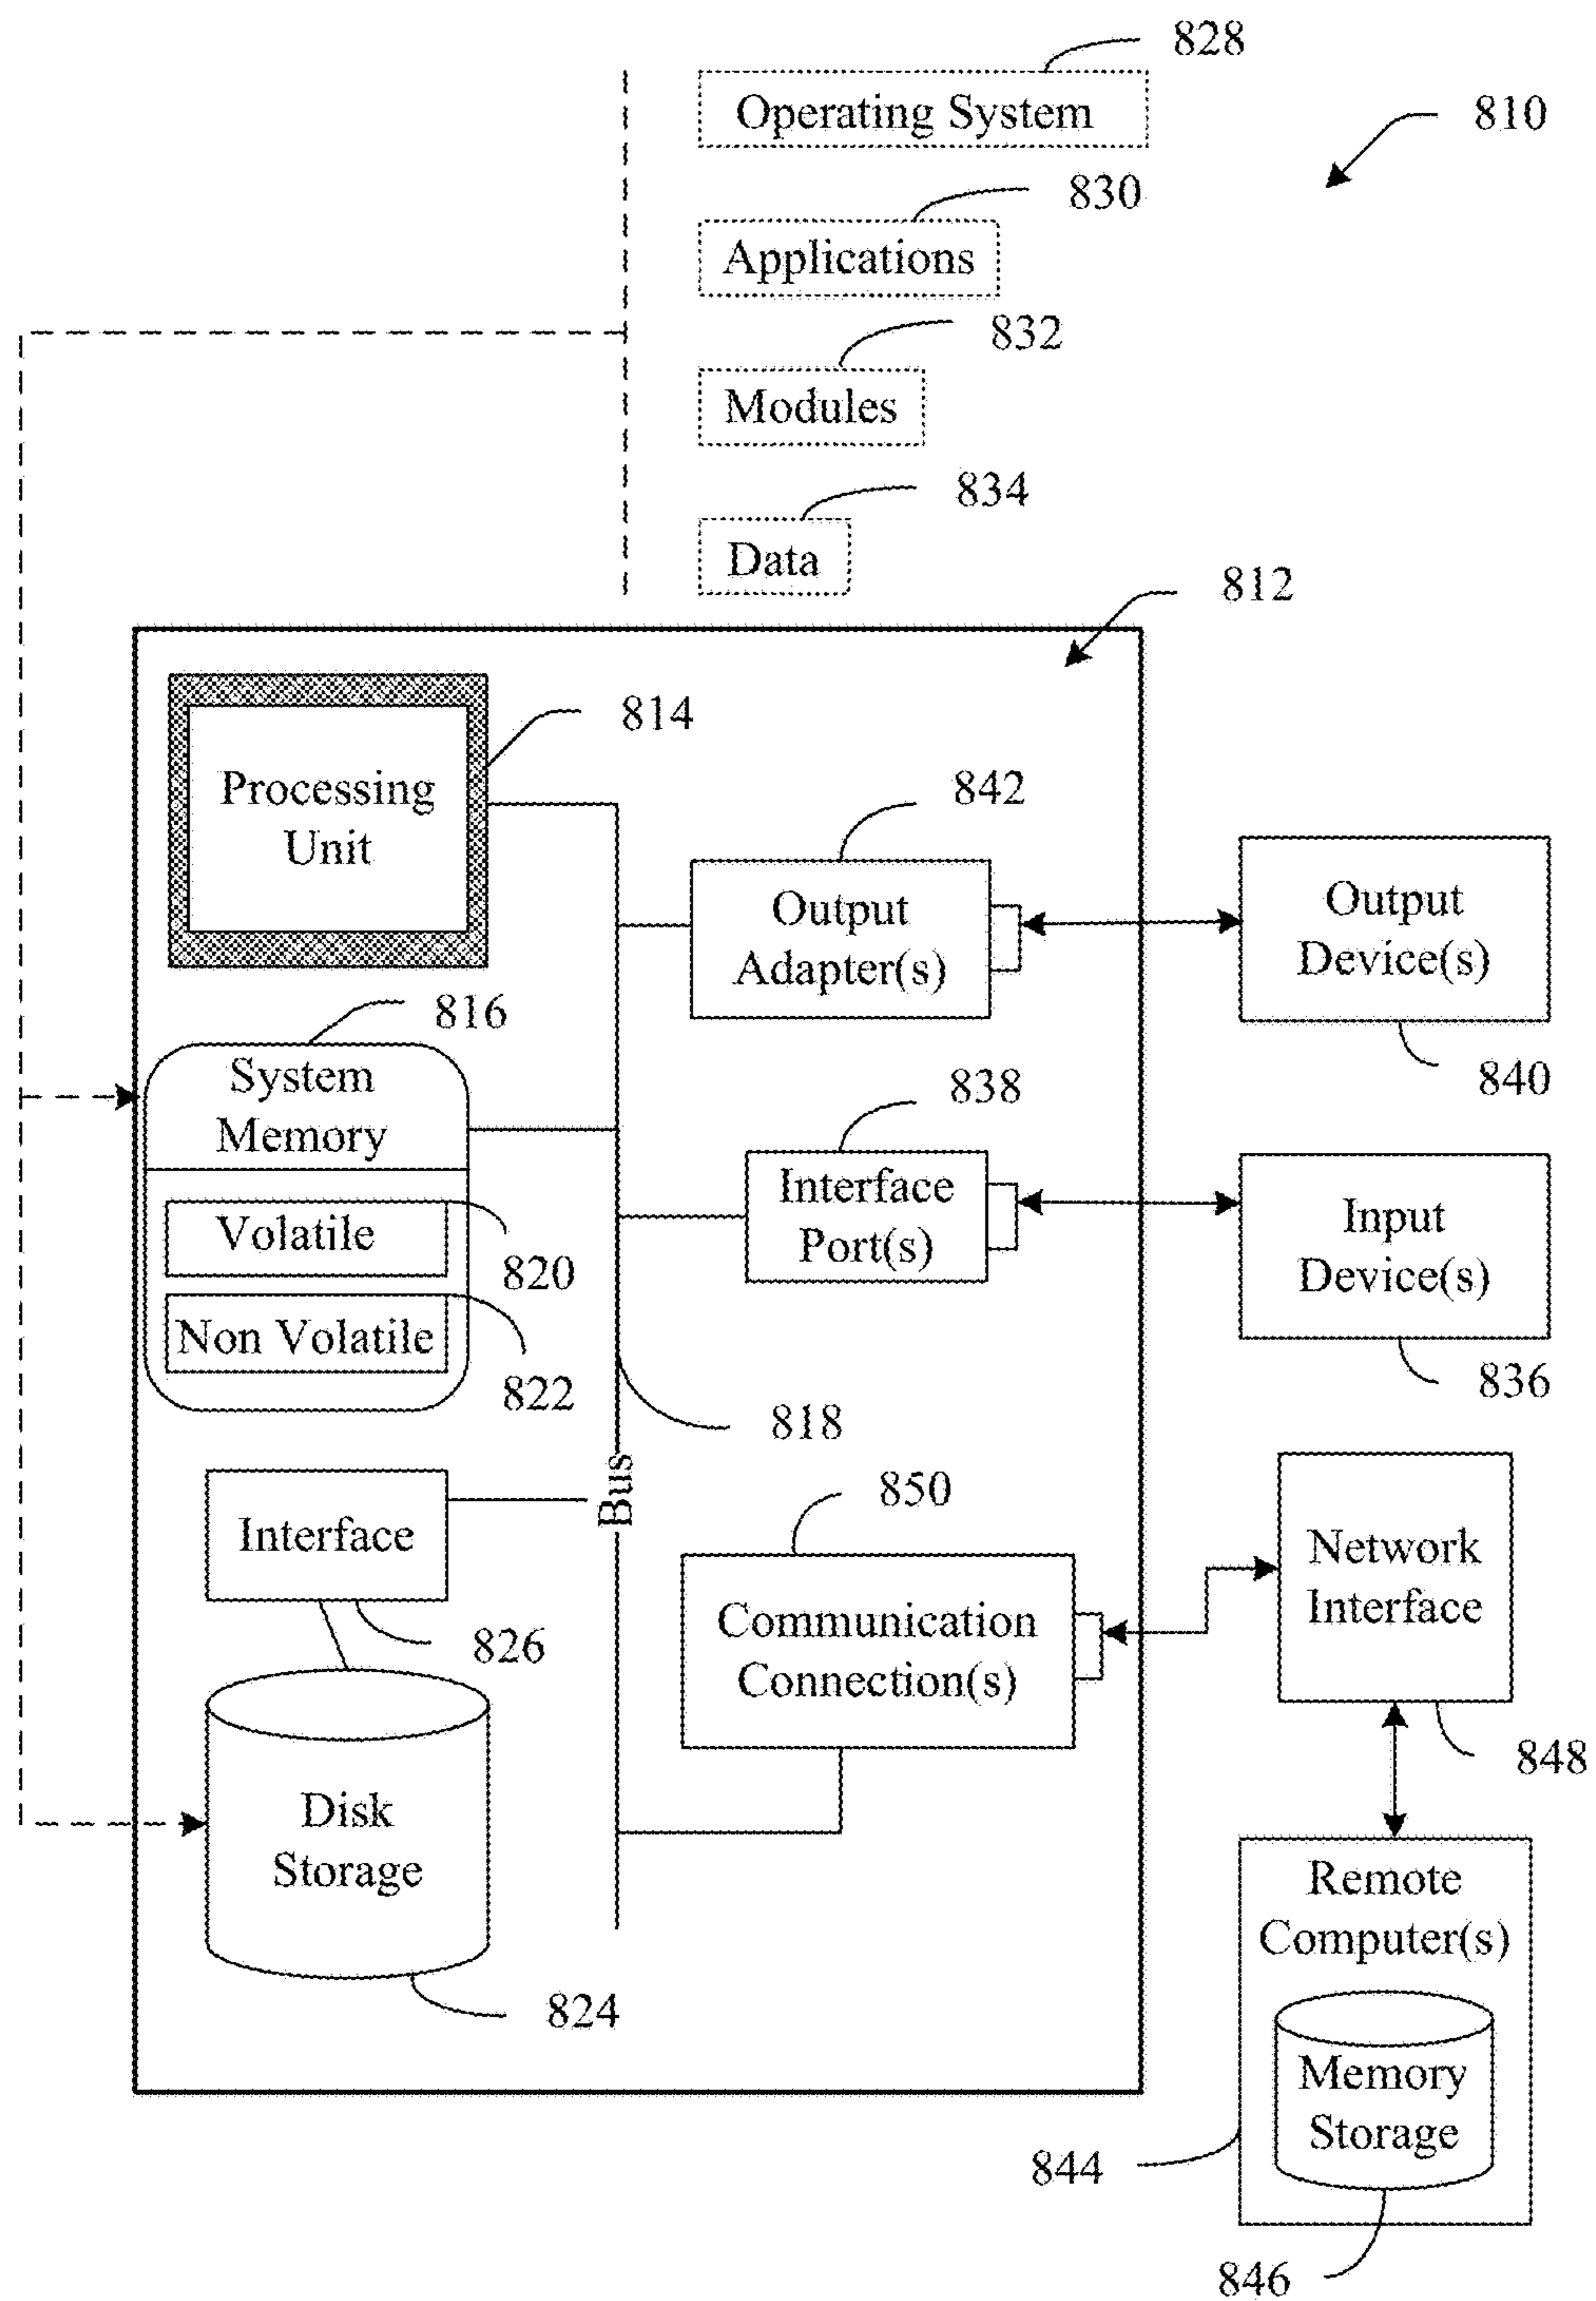 828
Operating System
810
830
Applications
832
Modules
834
Data
812
814
Processing
Unit
842
Output
Adapter(s)
Output
Device(s)
840
816
System
Memory
838
Interface
Port(s)
Input
Device(s)
836
Volatile
820
Non Volatile
822
818
Bus
850
Interface
826
Communication
Connection(s)
Network
Interface
848
Disk
Storage
824
Remote
Computer(s)
Memory
Storage
844
846